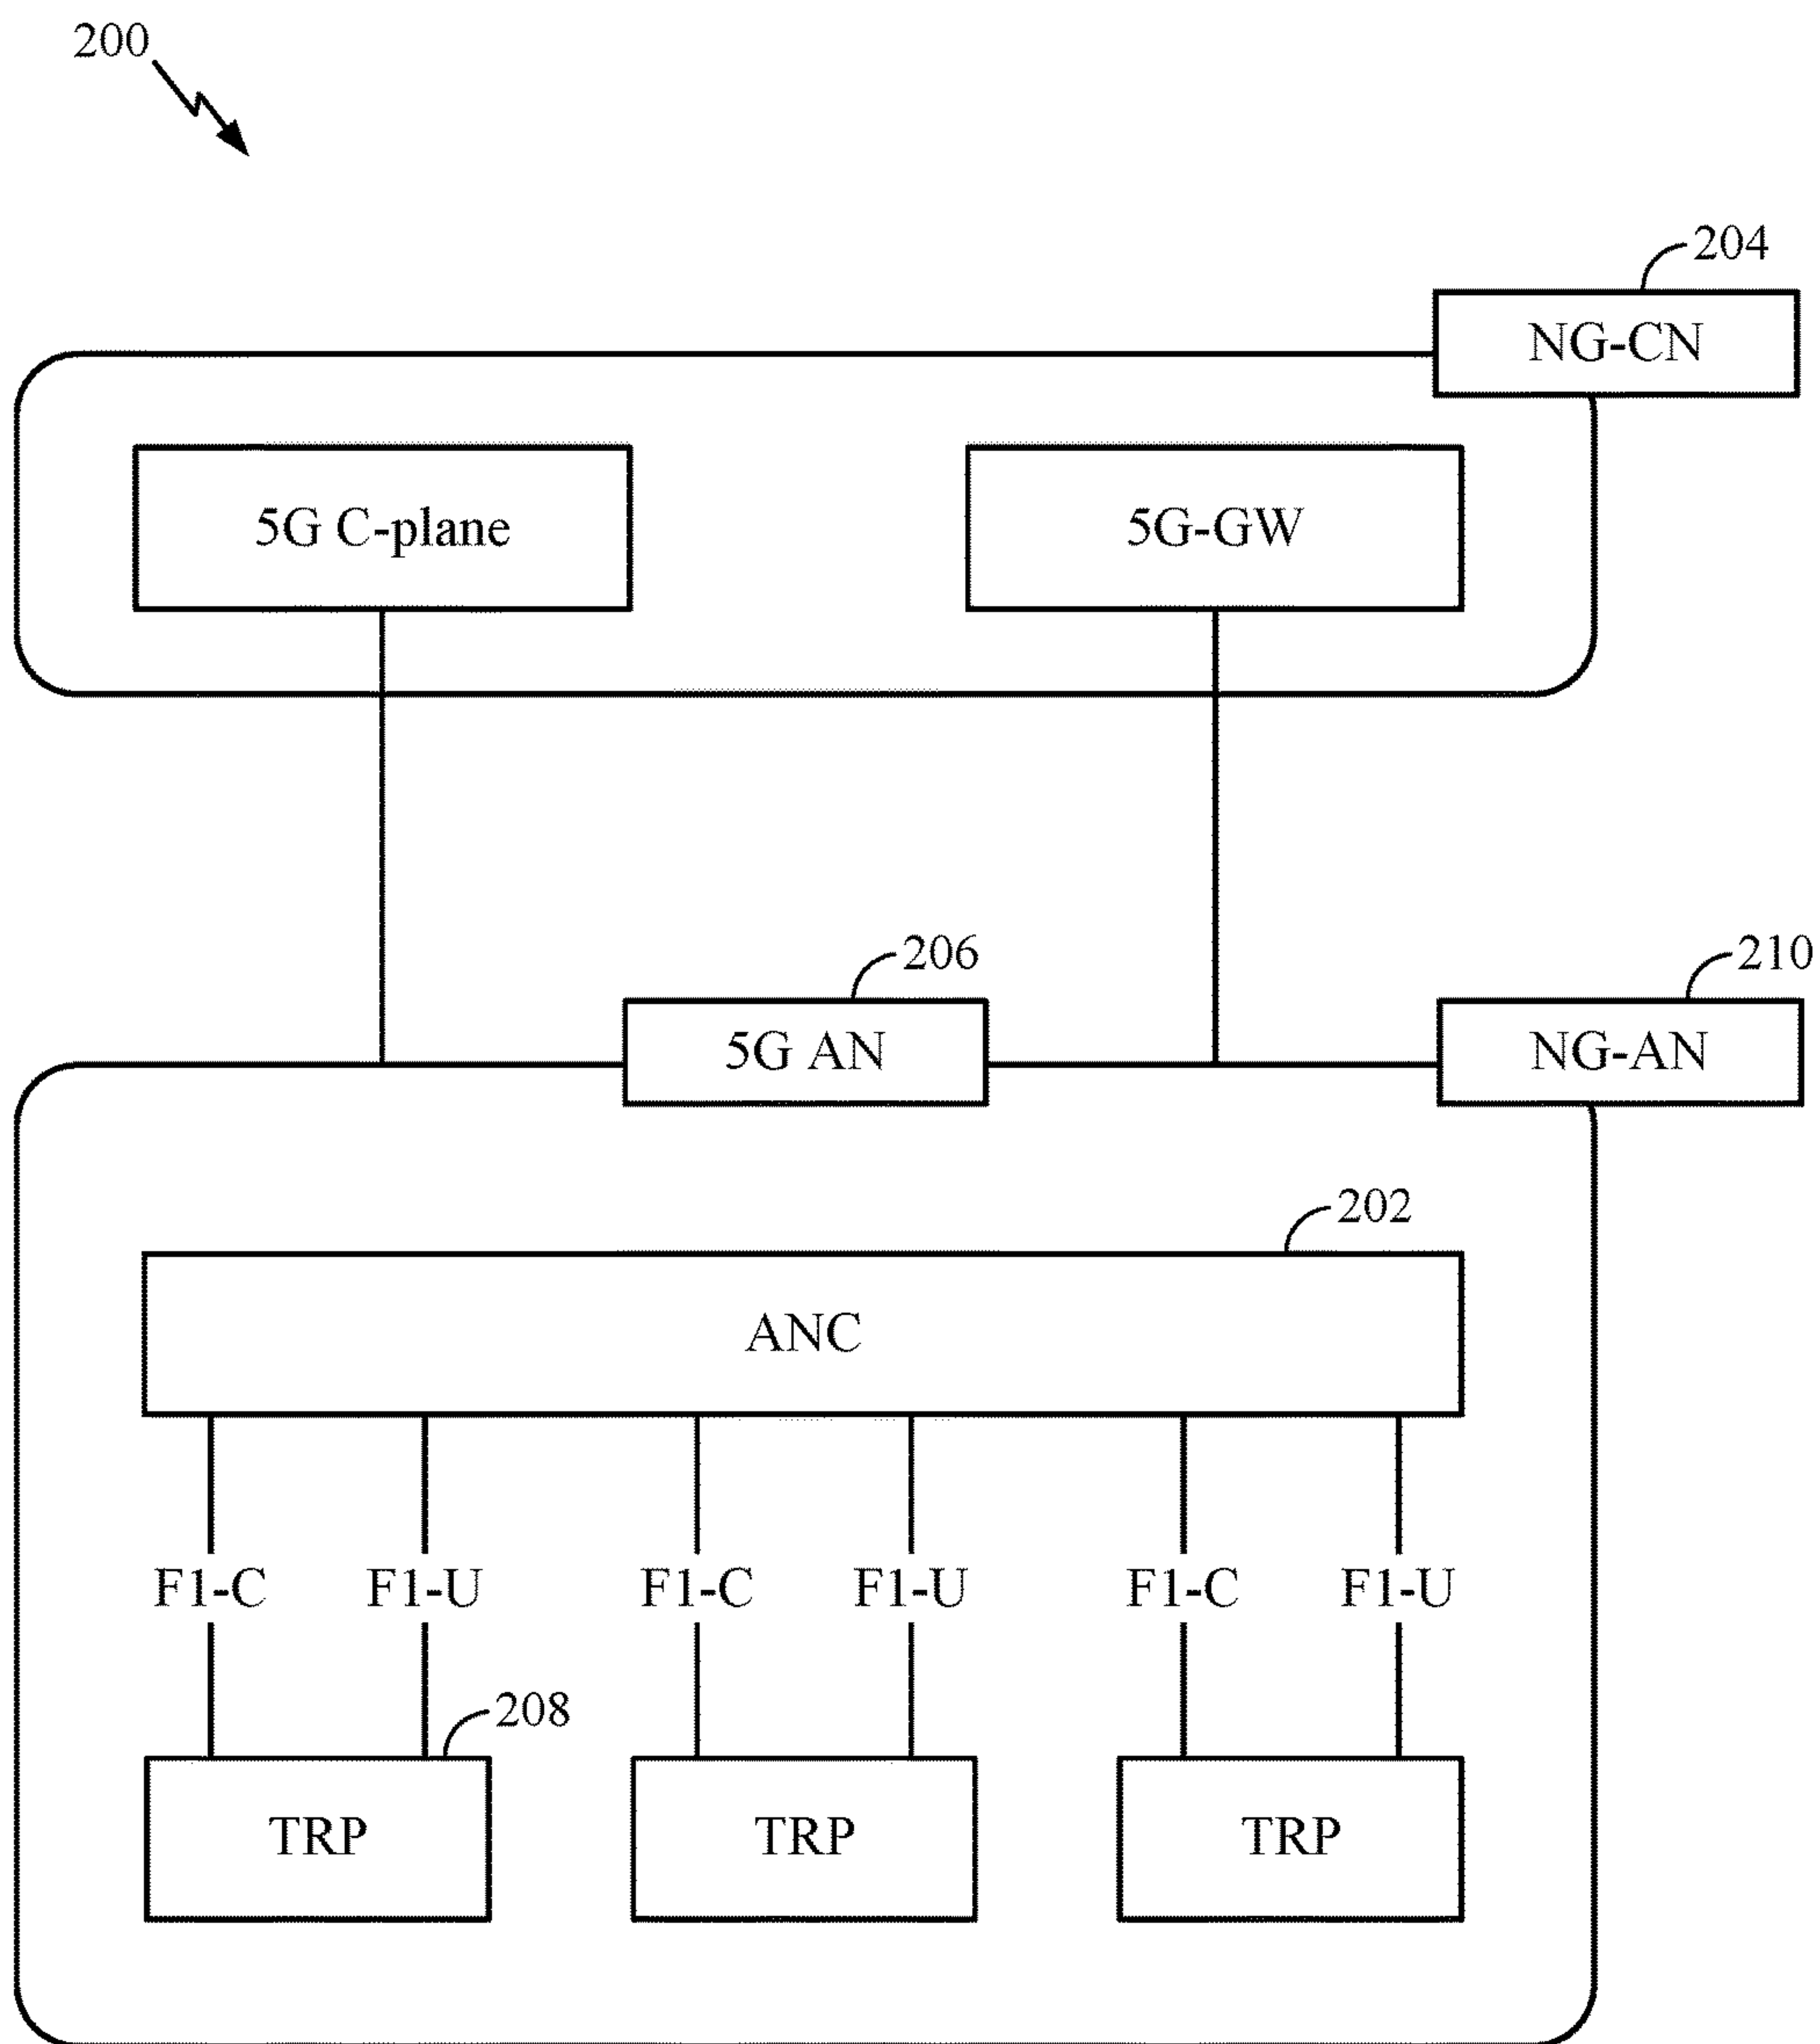 200
204
NG-CN
5G C-plane
5G-GW
206
210
5G AN
NG-AN
202
ANC
F1-C
F1-U
F1-C
F1-U
F1-C
F1-U
208
TRP
TRP
TRP